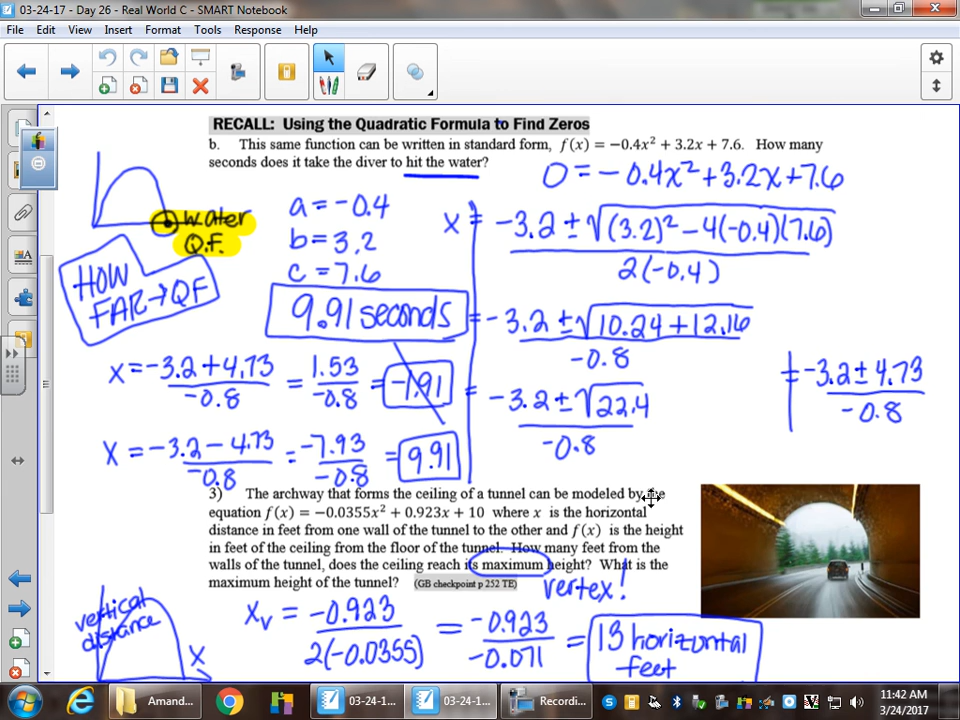 03-24-17 - Day 26 - Real World C - SMART Notebook
File Edit View Insert Format Tools Response Help
RECALL: Using the Quadratic Formula to Find Zeros
b. This same function can be written in standard form, f(x) = −0.4x² + 3.2x + 7.6. How many
seconds does it take the diver to hit the water?
0 = -0.4x² + 3.2x + 7.6
water
Q.F.
HOW
FAR → QF
a = -0.4
b = 3.2
c = 7.6
9.91 seconds
x = -3.2 ± √(3.2)² - 4(-0.4)(7.6)
2(-0.4)
= -3.2 ± √10.24 + 12.16
-0.8
= -3.2 ± √22.4
-0.8
= -3.2 ± 4.73
-0.8
x = -3.2 + 4.73 = 1.53 = -1.91
-0.8 -0.8
x = -3.2 - 4.73 = -7.93 = 9.91
-0.8 -0.8
3) The archway that forms the ceiling of a tunnel can be modeled by the
equation f(x) = −0.0355x² + 0.923x + 10 where x is the horizontal
distance in feet from one wall of the tunnel to the other and f(x) is the height
in feet of the ceiling from the floor of the tunnel. How many feet from the
walls of the tunnel, does the ceiling reach its maximum height? What is the
maximum height of the tunnel? (GB checkpoint p 252 TE)
vertex!
vertical
distance
x
xᵥ = -0.923 = -0.923 = 13 horizontal
2(-0.0355) -0.071 feet
Amand...
03-24-1...
03-24-1...
Recordi...
11:42 AM
3/24/2017